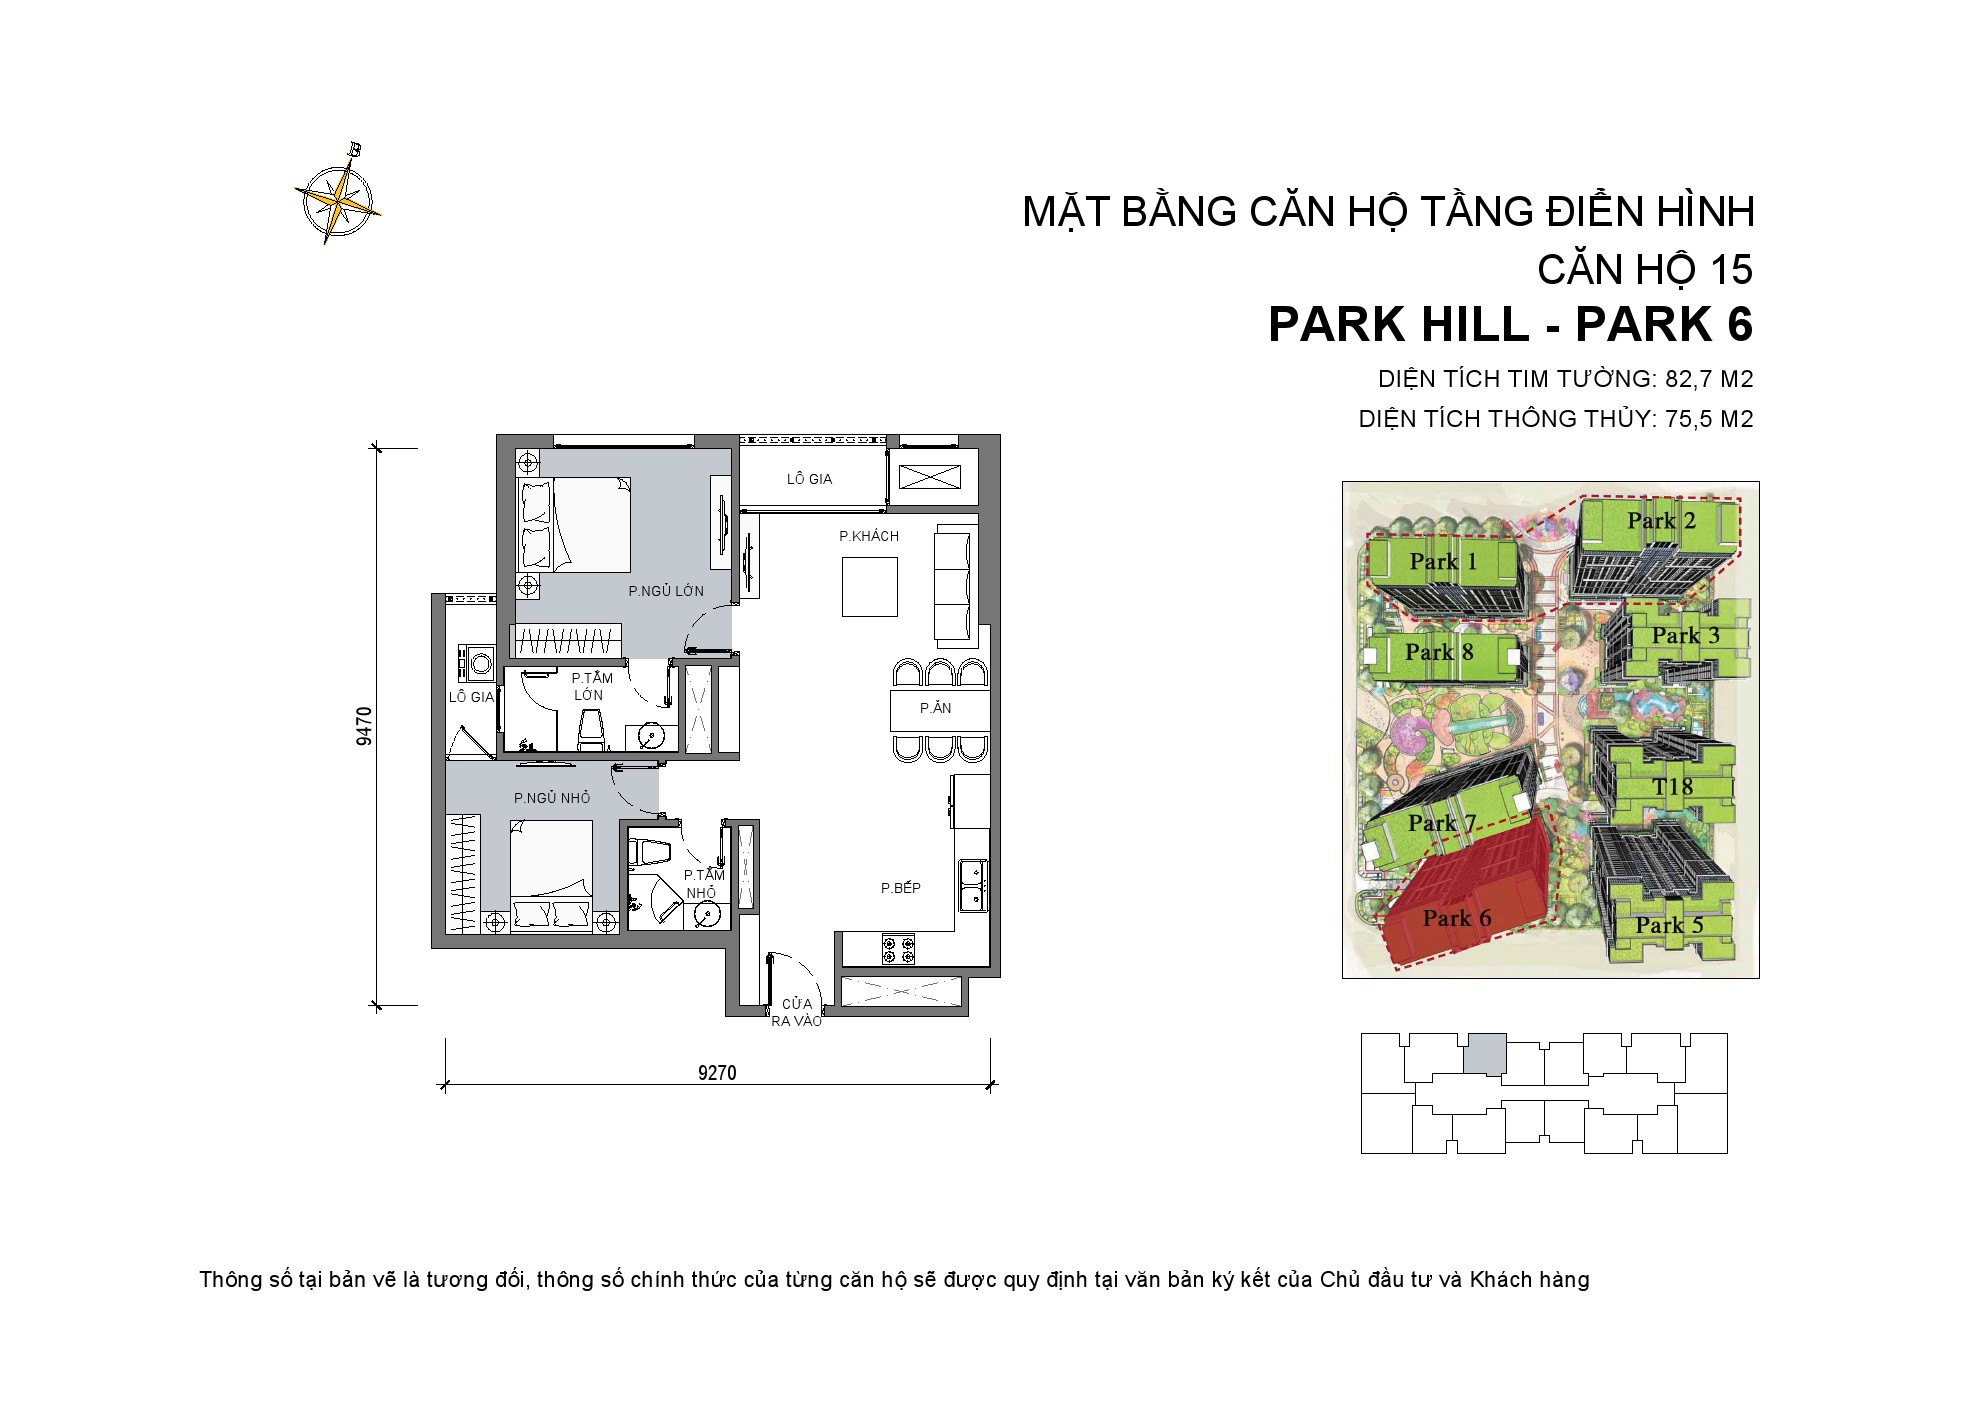 B
MẶT BẰNG CĂN HỘ TẦNG ĐIỂN HÌNH
CĂN HỘ 15
PARK HILL - PARK 6
DIỆN TÍCH TIM TƯỜNG: 82,7 M2
DIỆN TÍCH THÔNG THỦY: 75,5 M2
LÔ GIA
P.KHÁCH
P.NGỦ LỚN
P.TẮM
LỚN
LÔ GIA
P.ĂN
P.NGỦ NHỎ
P.TẮM
NHỎ
P.BẾP
CỬA
RA VÀO
9470
9270
Park 2
Park 1
Park 3
Park 8
T18
Park 7
Park 6
Park 5
Thông số tại bản vẽ là tương đối, thông số chính thức của từng căn hộ sẽ được quy định tại văn bản ký kết của Chủ đầu tư và Khách hàng